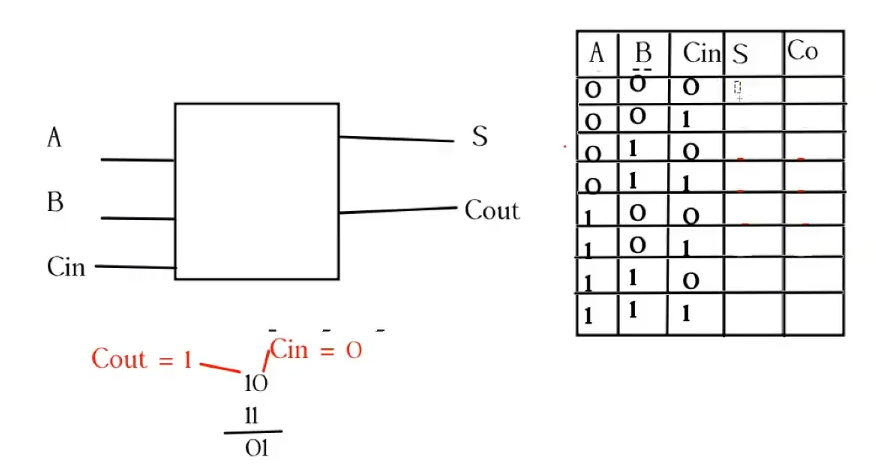 A
B
Cin
S
Cout
Cout = 1
Cin = 0
10
11
01
A B Cin S Co
0 0 0 0
0 0 1
0 1 0
0 1 1
1 0 0
1 0 1
1 1 0
1 1 1